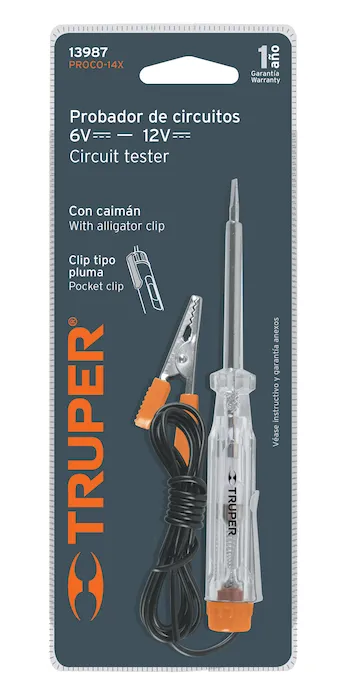 13987
PROCO-14X
1 año
Garantía
Warranty
Probador de circuitos
6V⎓ — 12V⎓
Circuit tester
Con caimán
With alligator clip
Clip tipo
pluma
Pocket clip
TRUPER®
TRUPER
Véase instructivo y garantía anexos